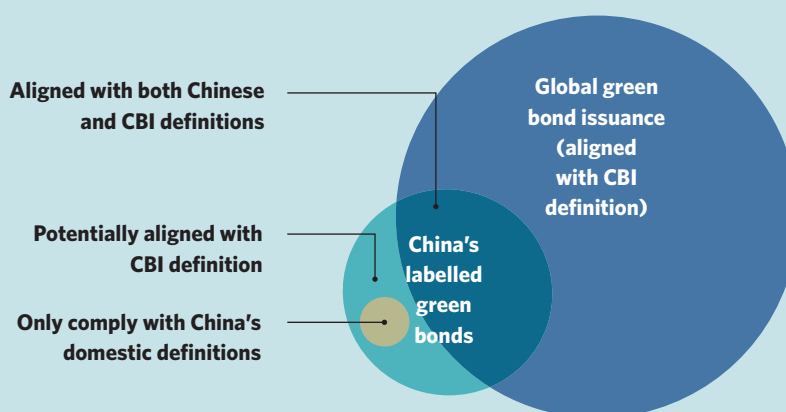 Aligned with both Chinese
and CBI definitions
Global green
bond issuance
(aligned
with CBI
definition)
Potentially aligned with
CBI definition
China’s
labelled
green
bonds
Only comply with China’s
domestic definitions